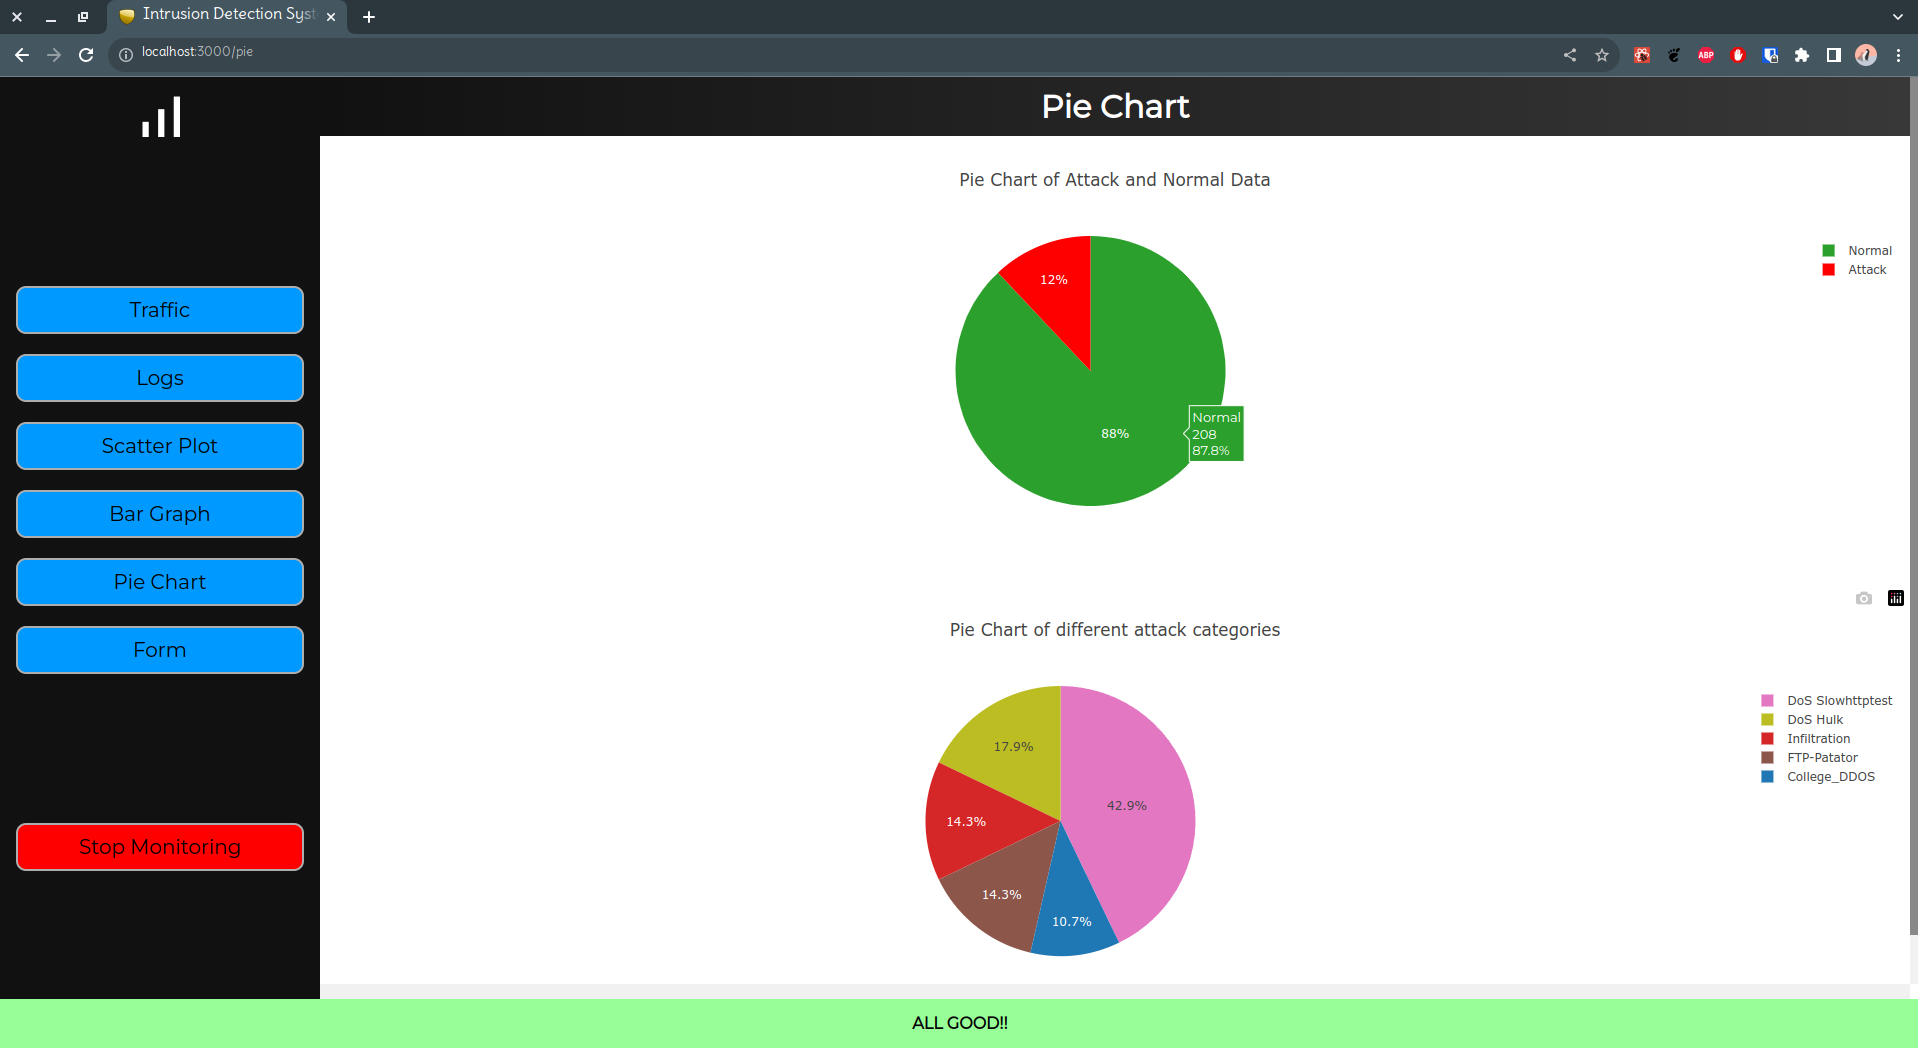 Intrusion Detection Syst
localhost:3000/pie
ABP
Pie Chart
Traffic
Logs
Scatter Plot
Bar Graph
Pie Chart
Form
Stop Monitoring
Pie Chart of Attack and Normal Data
12%
88%
Normal
208
87.8%
Normal
Attack
Pie Chart of different attack categories
17.9%
42.9%
14.3%
14.3%
10.7%
DoS Slowhttptest
DoS Hulk
Infiltration
FTP-Patator
College_DDOS
ALL GOOD!!